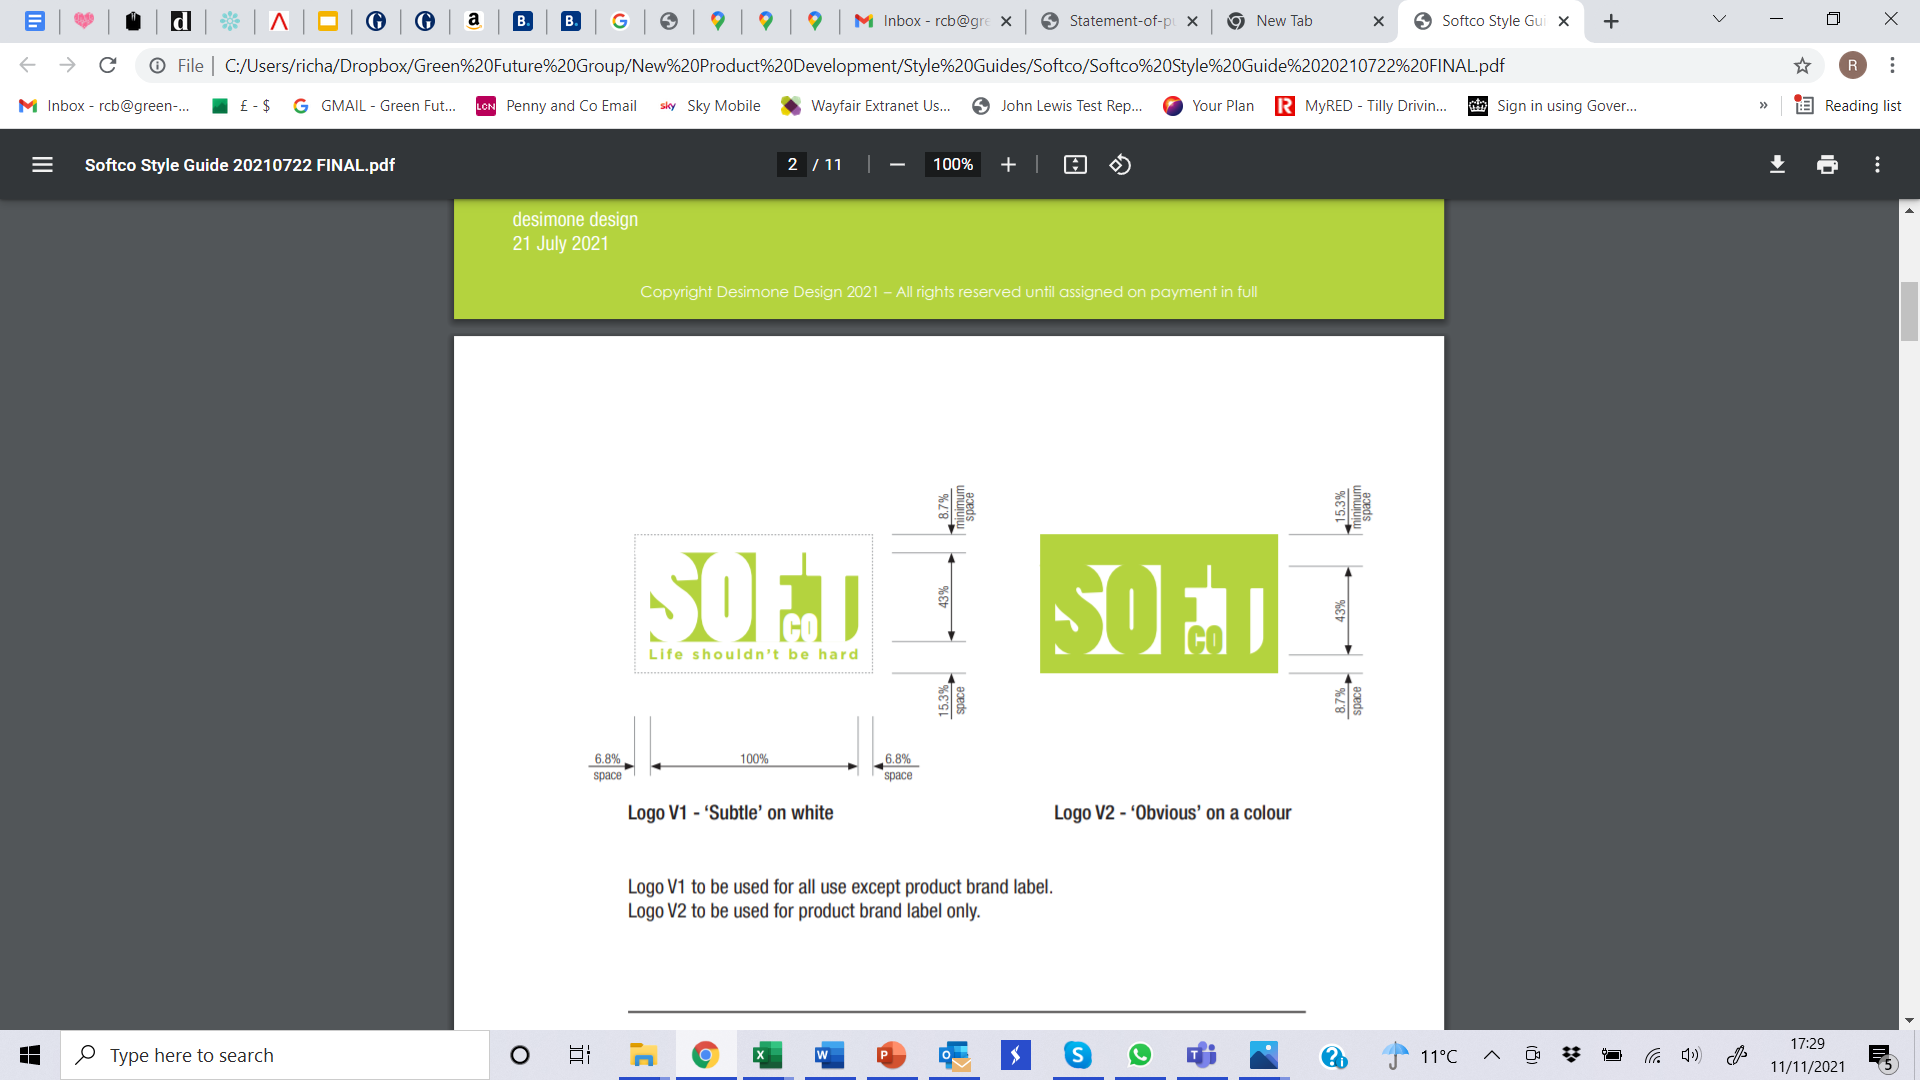 Inbox - rcb@gre
Statement-of-pu
New Tab
Softco Style Gui
File
C:/Users/richa/Dropbox/Green%20Future%20Group/New%20Product%20Development/Style%20Guides/Softco/Softco%20Style%20Guide%2020210722%20FINAL.pdf
R
Inbox - rcb@green-...
£ - $
GMAIL - Green Fut...
LCN
Penny and Co Email
sky
Sky Mobile
Wayfair Extranet Us...
John Lewis Test Rep...
Your Plan
MyRED - Tilly Drivin...
Sign in using Gover...
»
Reading list
Softco Style Guide 20210722 FINAL.pdf
2 / 11
100%
desimone design
21 July 2021
Copyright Desimone Design 2021 – All rights reserved until assigned on payment in full
8.7%
minimum
space
43%
15.3%
space
SOFT
CO
Life shouldn't be hard
6.8%
space
100%
6.8%
space
15.3%
minimum
space
43%
8.7%
space
SOFT
CO
Logo V1 - ‘Subtle’ on white
Logo V2 - ‘Obvious’ on a colour
Logo V1 to be used for all use except product brand label.
Logo V2 to be used for product brand label only.
Type here to search
11°C
17:29
11/11/2021
5